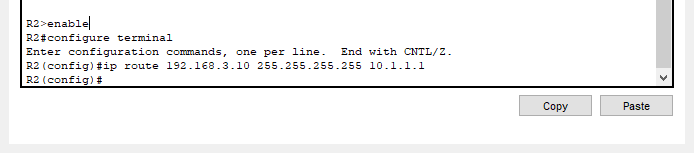 R2>enable
R2#configure terminal
Enter configuration commands, one per line.  End with CNTL/Z.
R2(config)#ip route 192.168.3.10 255.255.255.255 10.1.1.1
R2(config)#
Copy
Paste